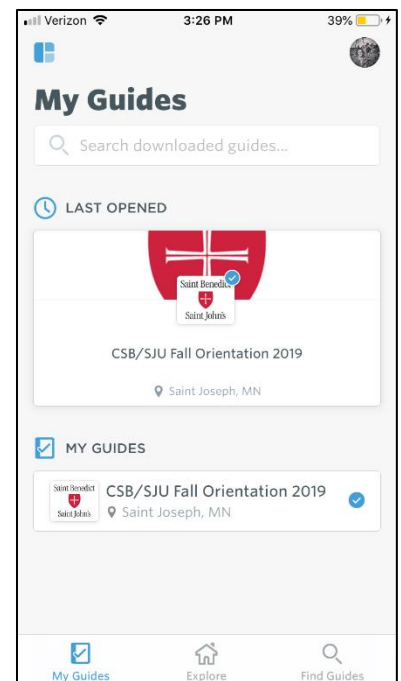 Verizon 3:26 PM 39%
My Guides
Search downloaded guides...
LAST OPENED
Saint Benedict
Saint John's
CSB/SJU Fall Orientation 2019
Saint Joseph, MN
MY GUIDES
Saint Benedict
Saint John's
CSB/SJU Fall Orientation 2019
Saint Joseph, MN
My Guides Explore Find Guides